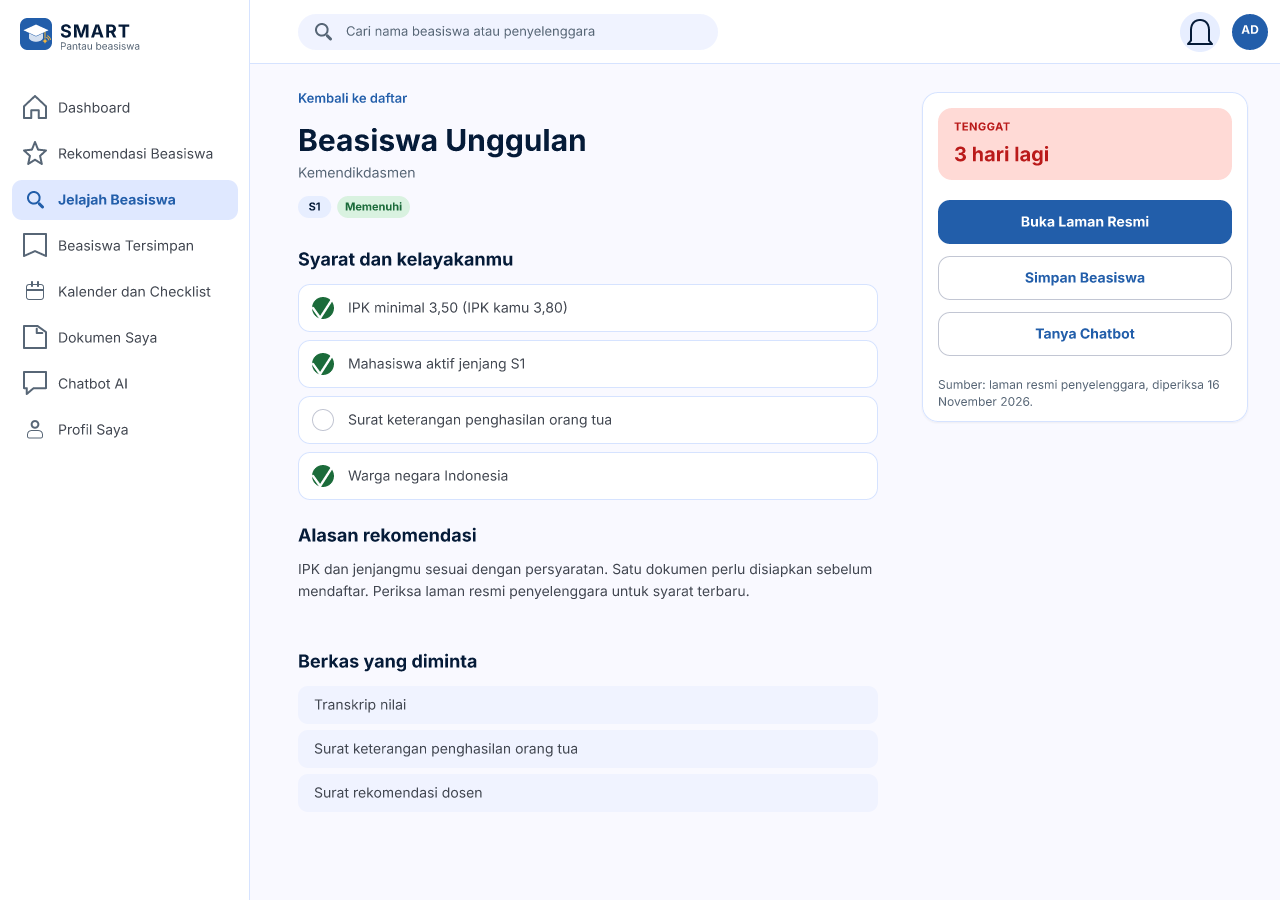 SMART
Pantau beasiswa
Dashboard
Rekomendasi Beasiswa
Jelajah Beasiswa
Beasiswa Tersimpan
Kalender dan Checklist
Dokumen Saya
Chatbot AI
Profil Saya
Cari nama beasiswa atau penyelenggara
AD
Kembali ke daftar
Beasiswa Unggulan
Kemendikdasmen
S1
Memenuhi
Syarat dan kelayakanmu
IPK minimal 3,50 (IPK kamu 3,80)
Mahasiswa aktif jenjang S1
Surat keterangan penghasilan orang tua
Warga negara Indonesia
Alasan rekomendasi
IPK dan jenjangmu sesuai dengan persyaratan. Satu dokumen perlu disiapkan sebelum
mendaftar. Periksa laman resmi penyelenggara untuk syarat terbaru.
Berkas yang diminta
Transkrip nilai
Surat keterangan penghasilan orang tua
Surat rekomendasi dosen
TENGGAT
3 hari lagi
Buka Laman Resmi
Simpan Beasiswa
Tanya Chatbot
Sumber: laman resmi penyelenggara, diperiksa 16
November 2026.